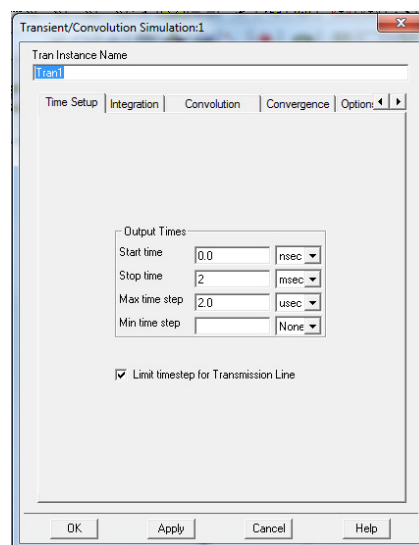 Transient/Convolution Simulation:1
Tran Instance Name
Tran1
Time Setup Integration Convolution Convergence Options
Output Times
Start time 0.0 nsec
Stop time 2 msec
Max time step 2.0 usec
Min time step None
Limit timestep for Transmission Line
OK Apply Cancel Help